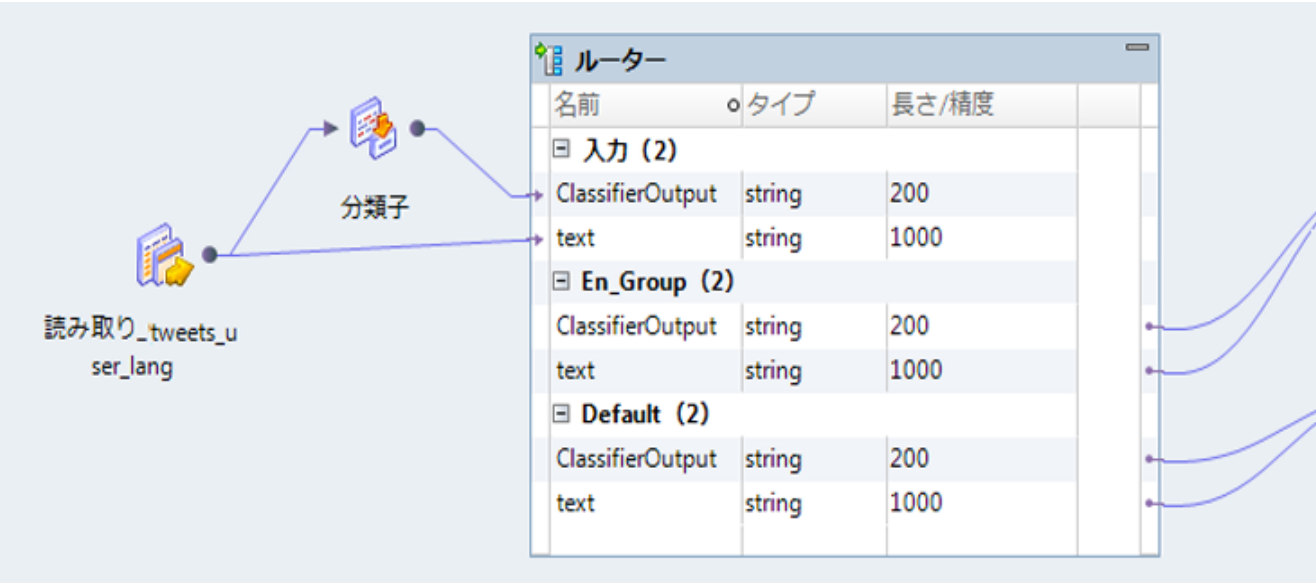 ルーター
名前 タイプ 長さ/精度
入力（2）
ClassifierOutput string 200
text string 1000
En_Group（2）
ClassifierOutput string 200
text string 1000
Default（2）
ClassifierOutput string 200
text string 1000
分類子
読み取り_tweets_u
ser_lang